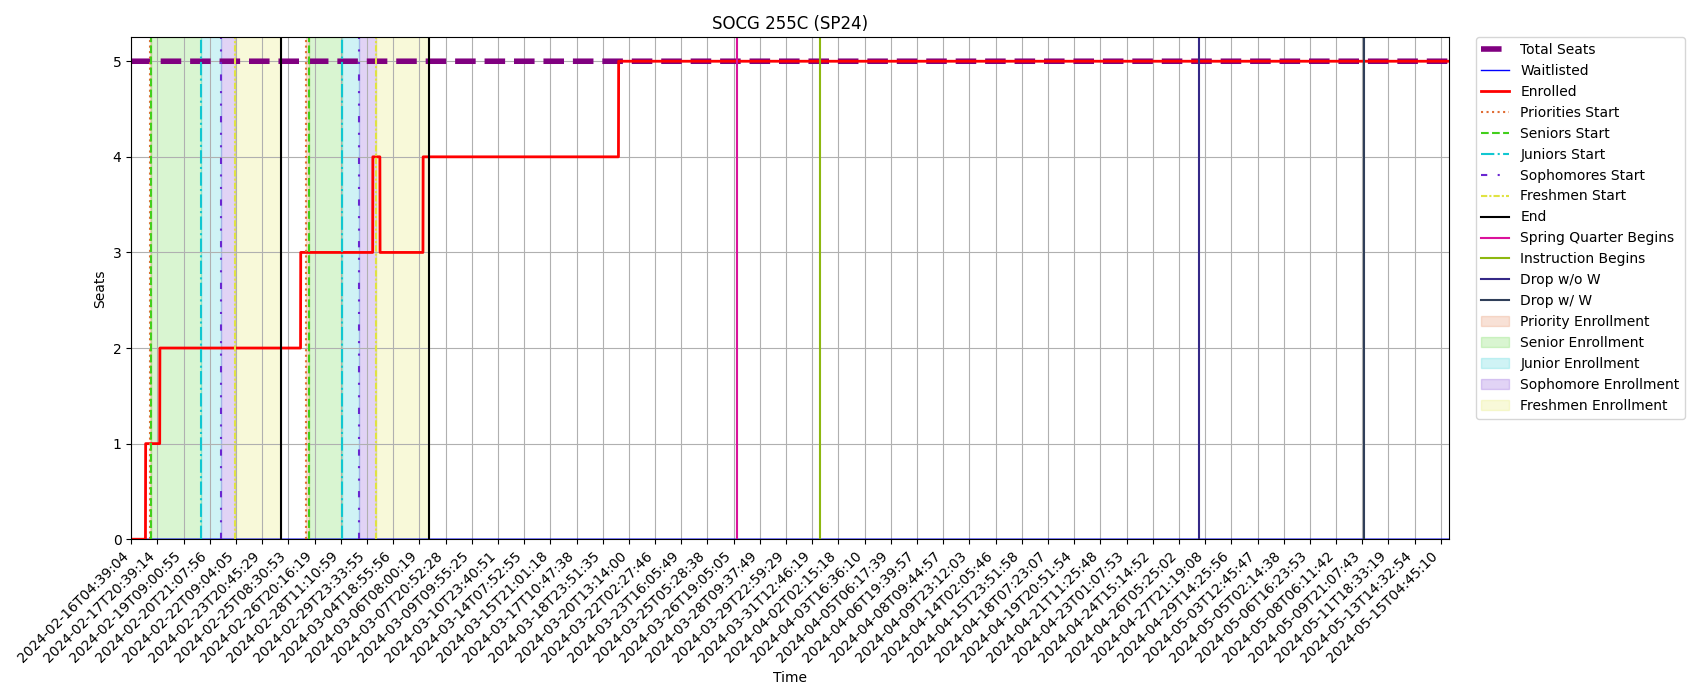 SOCG 255C (SP24)
Seats
5
4
3
2
1
0
2024-02-16T04:39:04
2024-02-17T20:39:14
2024-02-19T09:00:55
2024-02-20T21:07:56
2024-02-22T09:04:05
2024-02-23T20:45:29
2024-02-25T08:30:53
2024-02-26T20:16:19
2024-02-28T11:10:59
2024-02-29T23:33:55
2024-03-04T18:55:56
2024-03-06T08:00:19
2024-03-07T20:52:28
2024-03-09T09:55:25
2024-03-10T23:40:51
2024-03-14T07:52:55
2024-03-15T21:01:18
2024-03-17T10:47:38
2024-03-18T23:51:35
2024-03-20T13:14:00
2024-03-22T02:27:46
2024-03-23T16:05:49
2024-03-25T05:28:38
2024-03-26T19:05:05
2024-03-28T09:37:49
2024-03-29T22:59:29
2024-03-31T12:46:19
2024-04-02T02:15:18
2024-04-03T16:36:10
2024-04-05T06:17:39
2024-04-06T19:39:57
2024-04-08T09:44:57
2024-04-09T23:12:03
2024-04-14T02:05:46
2024-04-15T23:51:58
2024-04-18T07:23:07
2024-04-19T20:51:54
2024-04-21T11:25:48
2024-04-23T01:07:53
2024-04-24T15:14:52
2024-04-26T05:25:02
2024-04-27T21:19:08
2024-04-29T14:25:56
2024-05-03T12:45:47
2024-05-05T02:14:38
2024-05-06T16:23:53
2024-05-08T06:11:42
2024-05-09T21:07:43
2024-05-11T18:33:19
2024-05-13T14:32:54
2024-05-15T04:45:10
Time
Total Seats
Waitlisted
Enrolled
Priorities Start
Seniors Start
Juniors Start
Sophomores Start
Freshmen Start
End
Spring Quarter Begins
Instruction Begins
Drop w/o W
Drop w/ W
Priority Enrollment
Senior Enrollment
Junior Enrollment
Sophomore Enrollment
Freshmen Enrollment